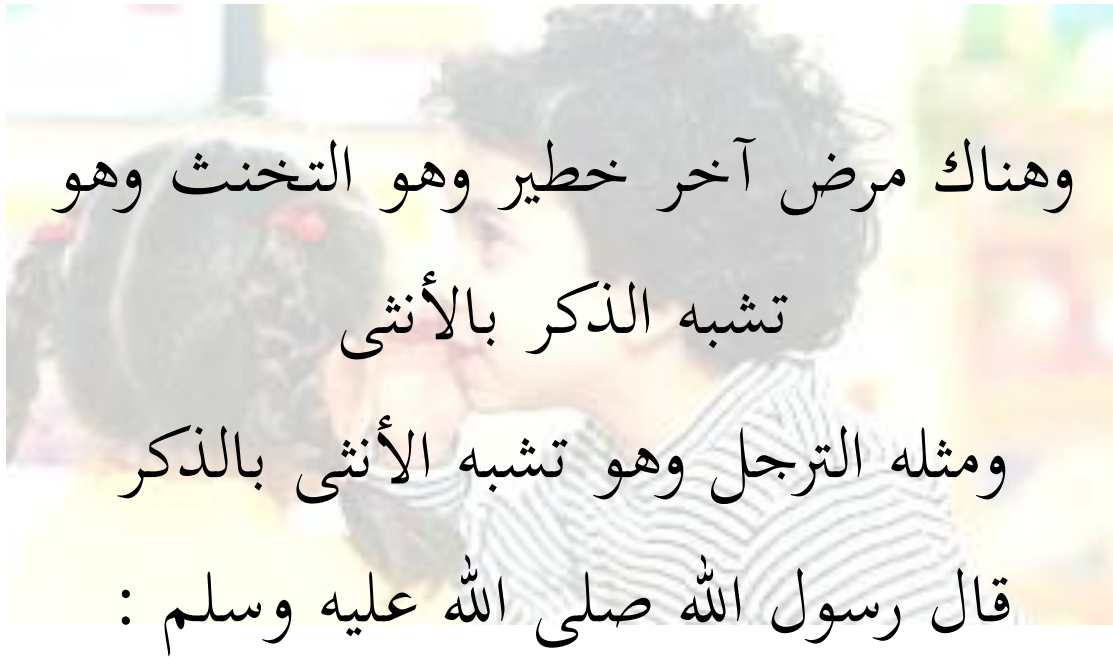 وهناك مرض آخر خطير وهو التخنث وهو
تشبه الذكر بالأنثى
ومثله الترجل وهو تشبه الأنثى بالذكر
قال رسول الله صلى الله عليه وسلم :